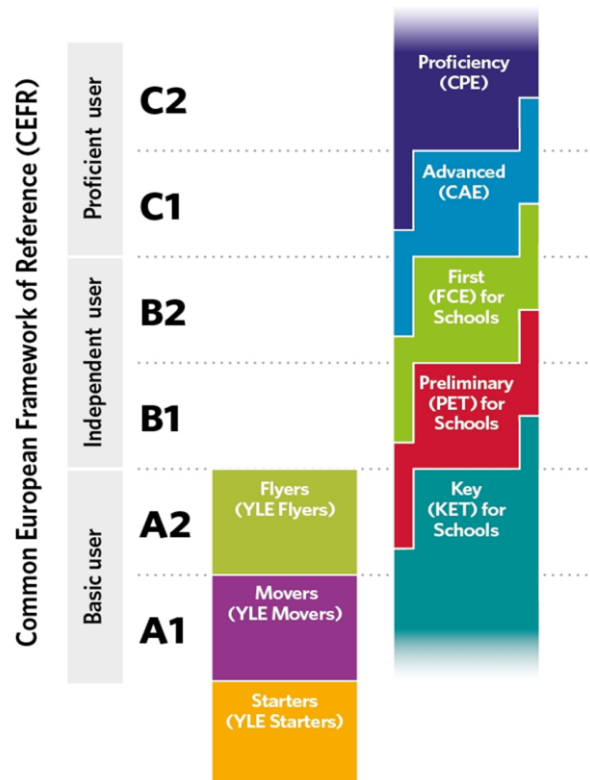 Common European Framework of Reference (CEFR)
Proficient user
Independent user
Basic user
C2
C1
B2
B1
A2
A1
Flyers
(YLE Flyers)
Movers
(YLE Movers)
Starters
(YLE Starters)
Proficiency
(CPE)
Advanced
(CAE)
First
(FCE) for
Schools
Preliminary
(PET) for
Schools
Key
(KET) for
Schools